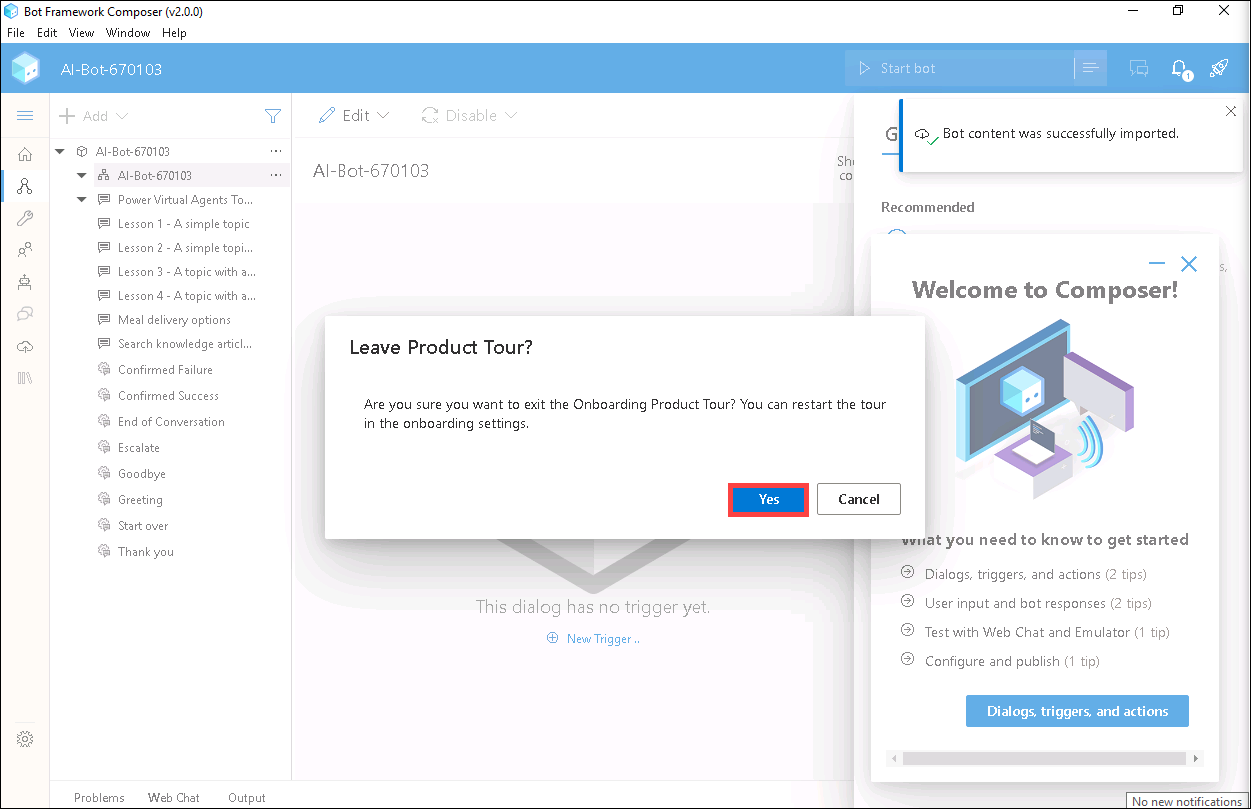 Bot Framework Composer (v2.0.0)
File Edit View Window Help
AI-Bot-670103
Start bot
1
Add
Edit
Disable
G
Bot content was successfully imported.
AI-Bot-670103
AI-Bot-670103
Power Virtual Agents To...
Lesson 1 - A simple topic
Lesson 2 - A simple topi...
Lesson 3 - A topic with a...
Lesson 4 - A topic with a...
Meal delivery options
Search knowledge articl...
Confirmed Failure
Confirmed Success
End of Conversation
Escalate
Goodbye
Greeting
Start over
Thank you
AI-Bot-670103
Sho
co
Recommended
s,
Welcome to Composer!
Leave Product Tour?
Are you sure you want to exit the Onboarding Product Tour? You can restart the tour
in the onboarding settings.
Yes Cancel
This dialog has no trigger yet.
New Trigger ..
What you need to know to get started
Dialogs, triggers, and actions (2 tips)
User input and bot responses (2 tips)
Test with Web Chat and Emulator (1 tip)
Configure and publish (1 tip)
Dialogs, triggers, and actions
Problems Web Chat Output
No new notifications